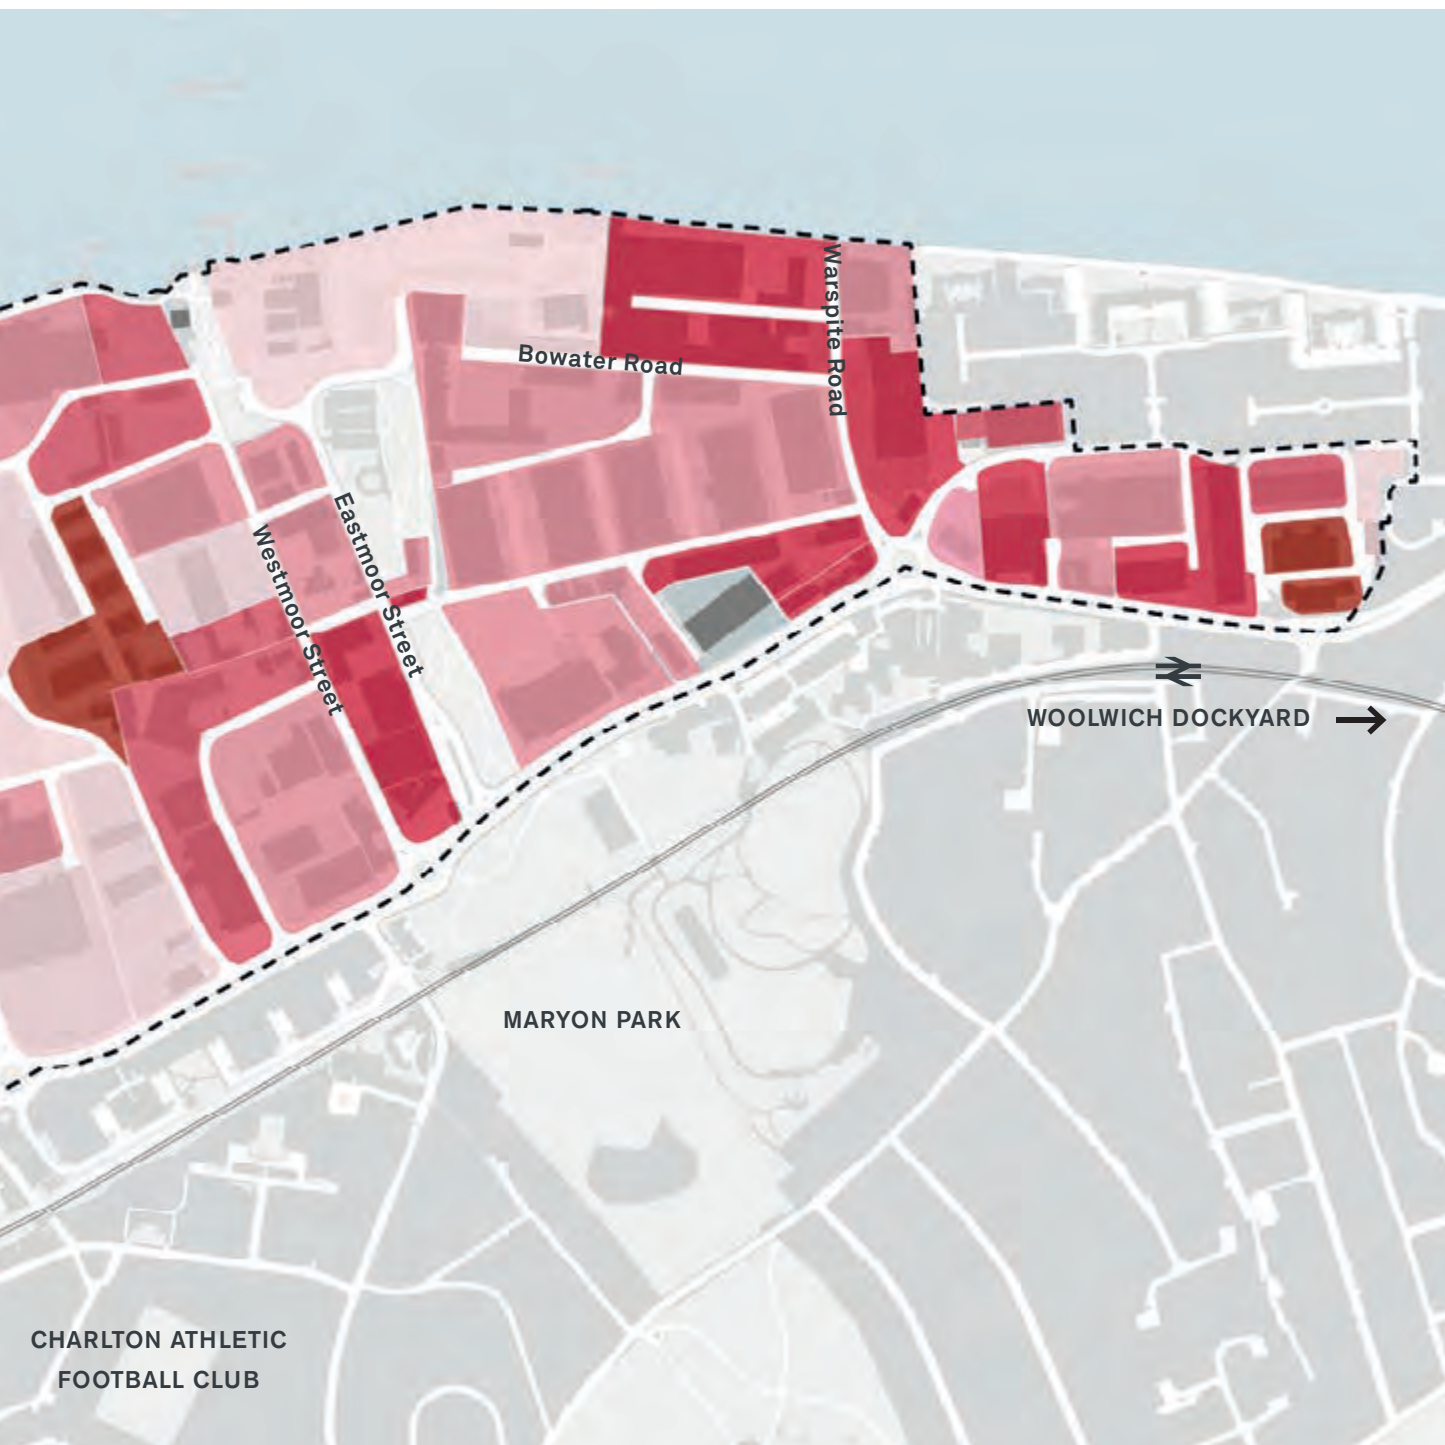 Warspite Road
Bowater Road
Eastmoor Street
Westmoor Street
WOOLWICH DOCKYARD
MARYON PARK
CHARLTON ATHLETIC
FOOTBALL CLUB